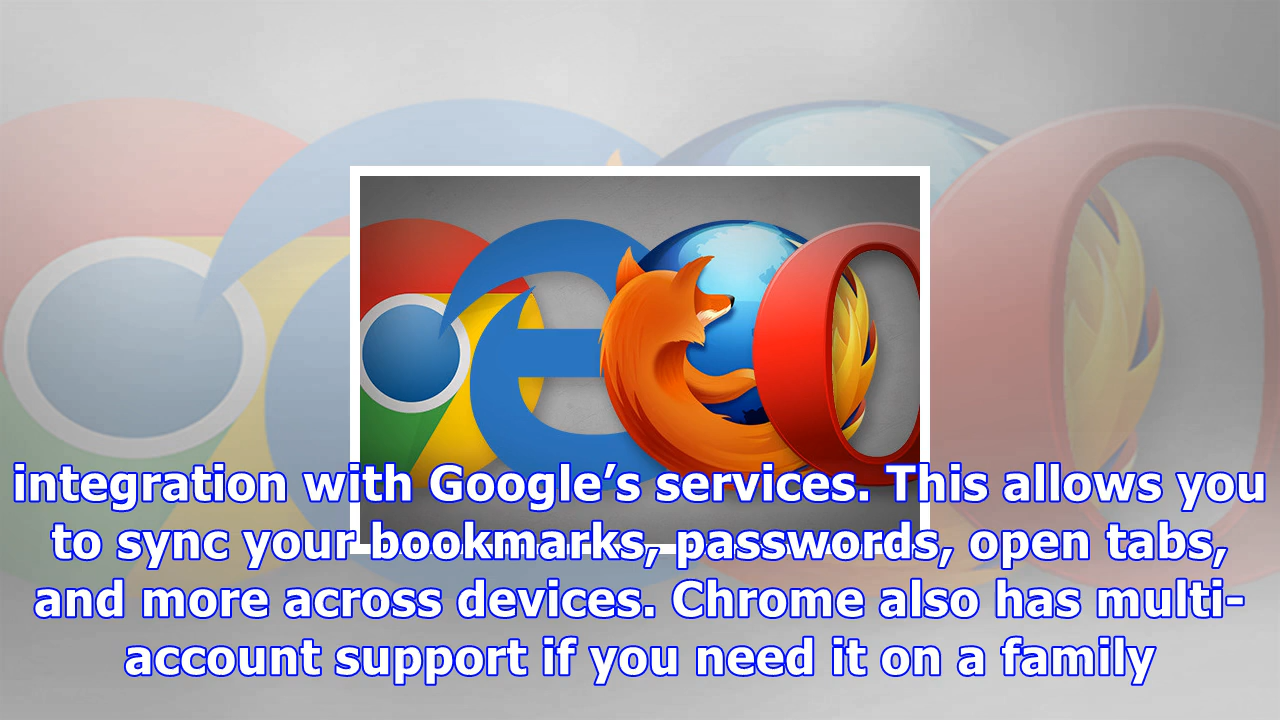 integration with Google’s services. This allows you
to sync your bookmarks, passwords, open tabs,
and more across devices. Chrome also has multi-
account support if you need it on a family